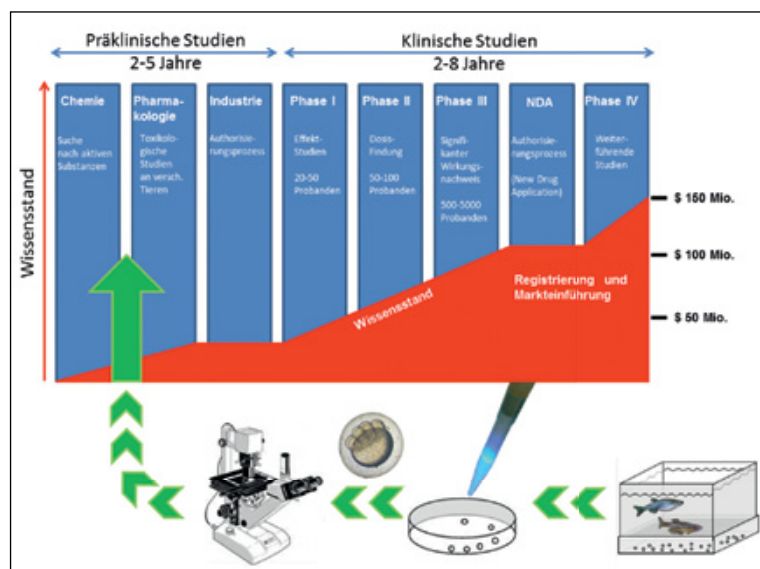 Präklinische Studien
2-5 Jahre
Klinische Studien
2-8 Jahre
Wissensstand
Chemie
Suche
nach aktiven
Substanzen
Pharma-
kologie
Toxikolo-
gische
Studien
an versch.
Tieren
Industrie
Authorisie-
rungsprozess
Phase I
Effekt-
Studien
20-50
Probanden
Phase II
Dosis-
Findung
50-100
Probanden
Phase III
Signifi-
kanter
Wirkungs-
nachweis
500-5000
Probanden
NDA
Authorisie-
rungsprozess
(New Drug
Application)
Phase IV
Weiter-
führende
Studien
$ 150 Mio.
$ 100 Mio.
$ 50 Mio.
Wissensstand
Registrierung und
Markteinführung